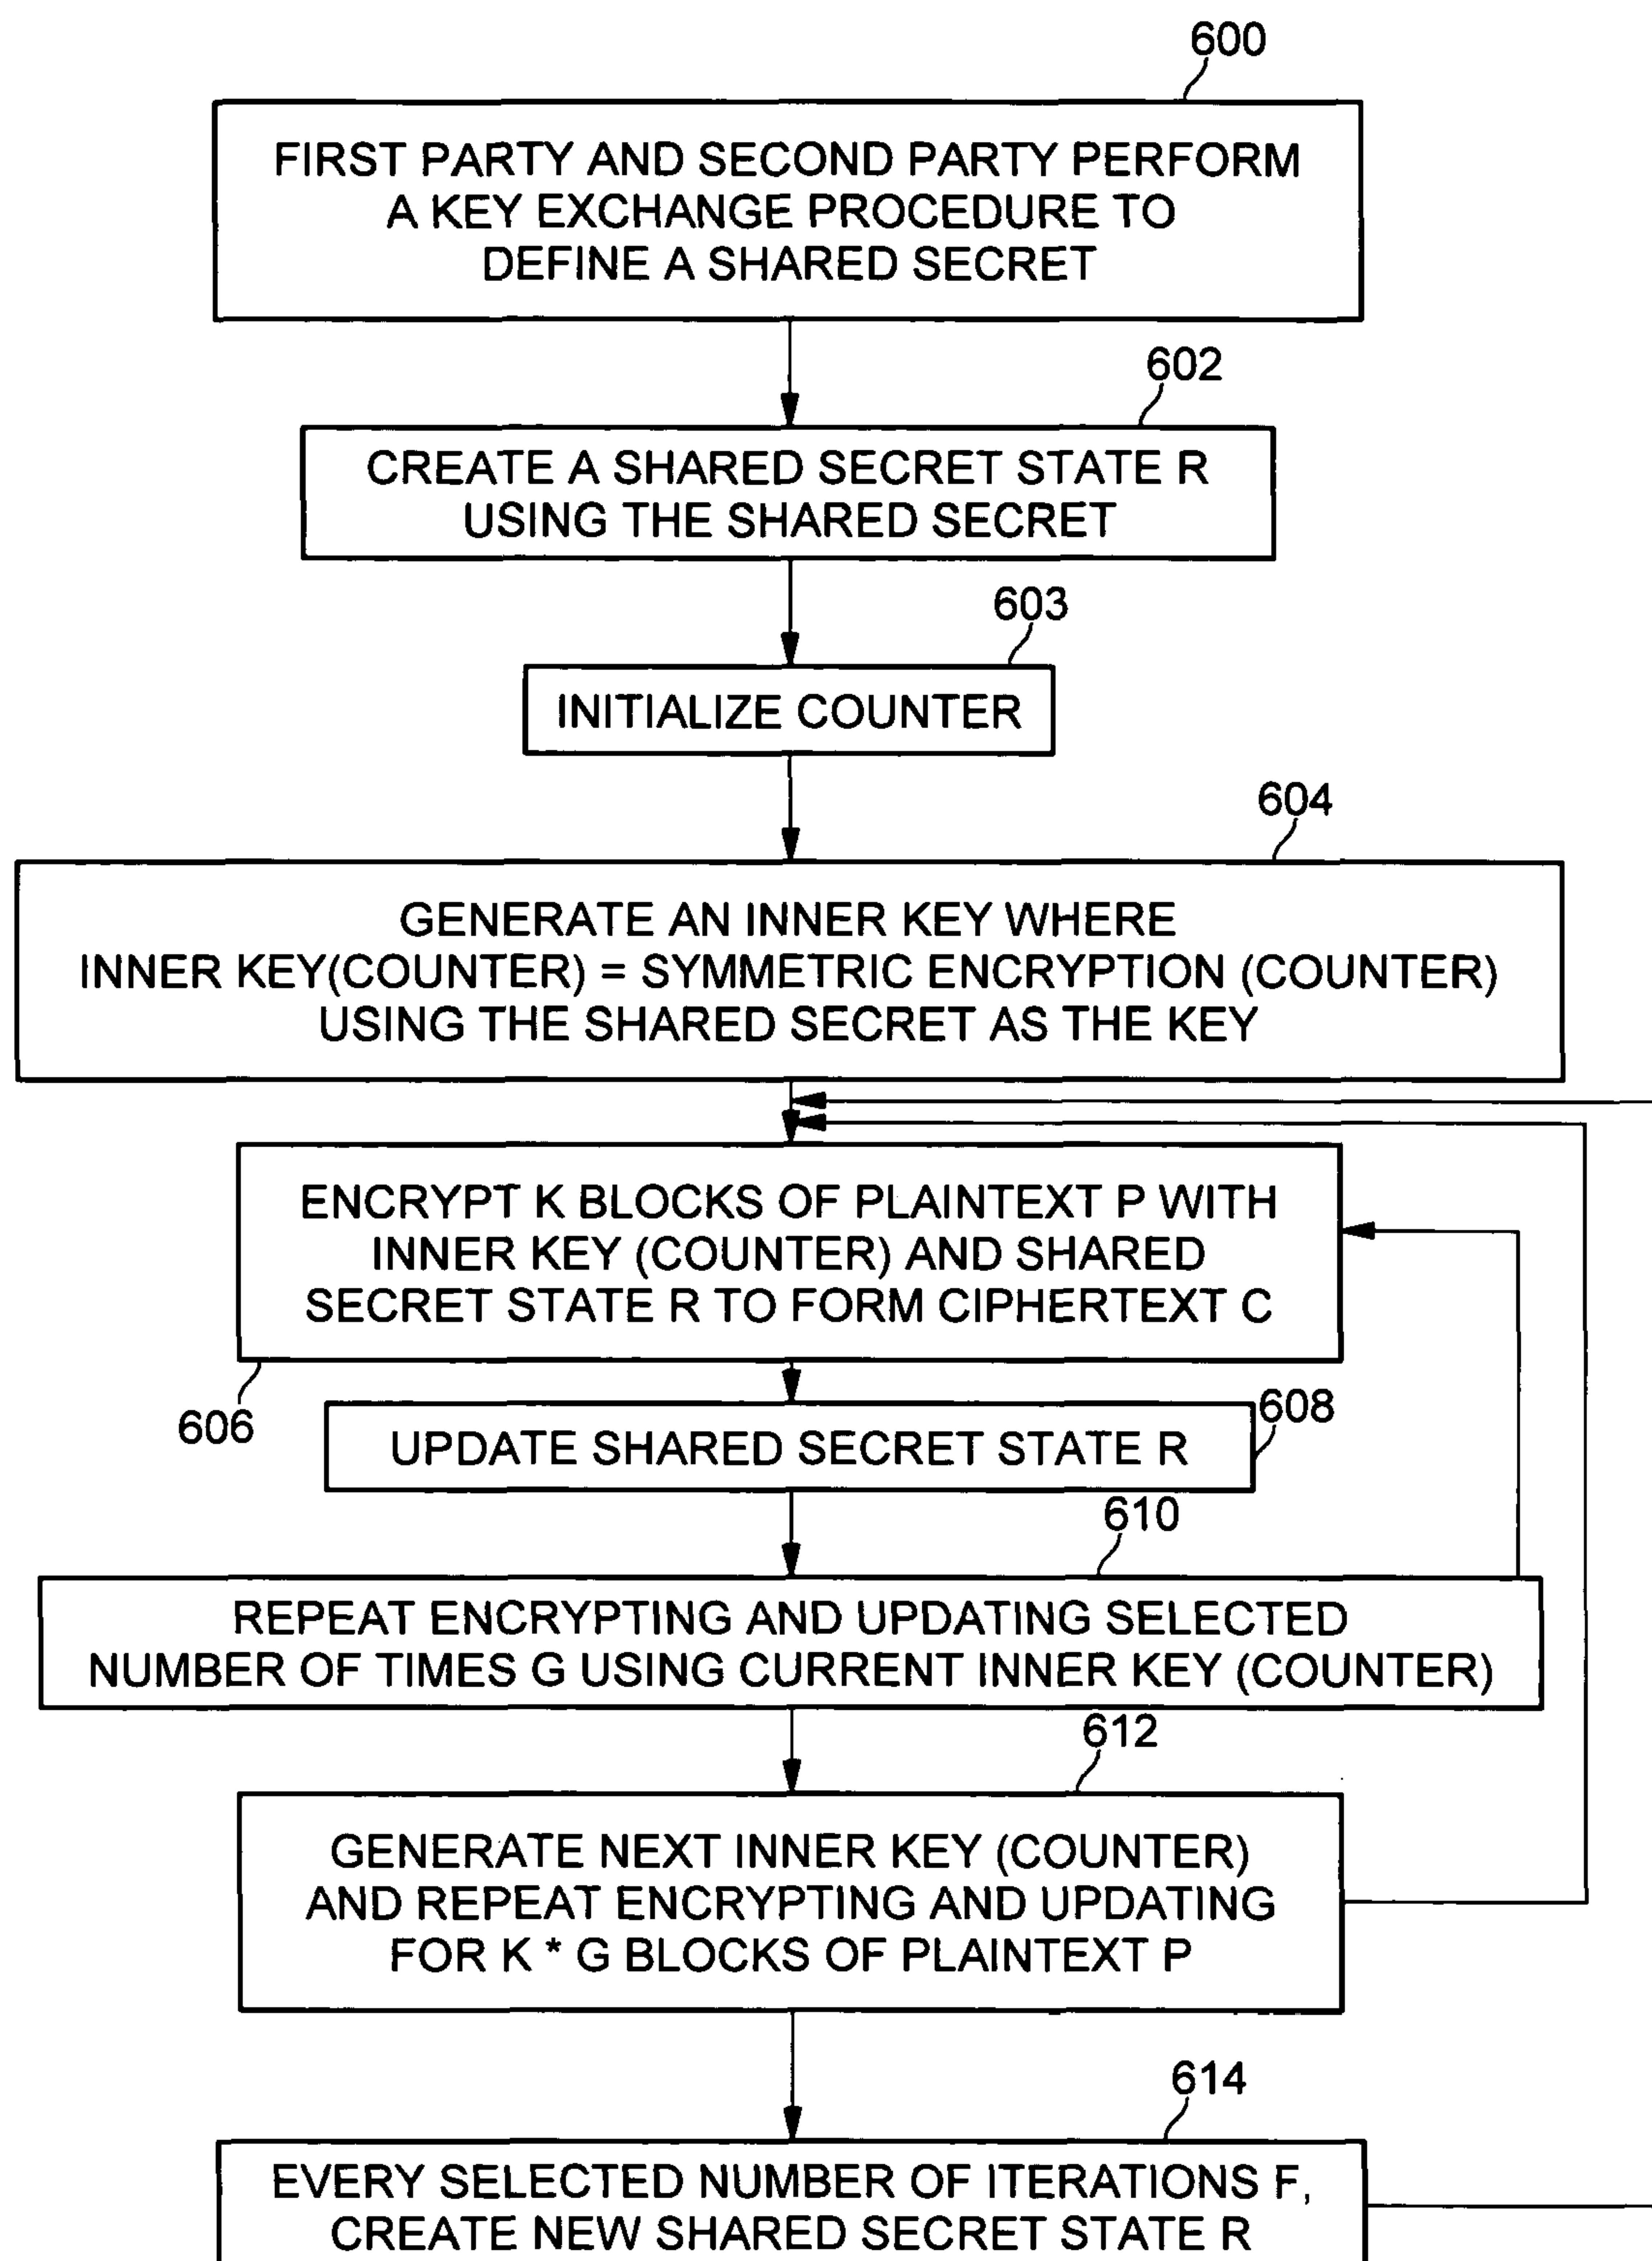 600
FIRST PARTY AND SECOND PARTY PERFORM
A KEY EXCHANGE PROCEDURE TO
DEFINE A SHARED SECRET
602
CREATE A SHARED SECRET STATE R
USING THE SHARED SECRET
603
INITIALIZE COUNTER
604
GENERATE AN INNER KEY WHERE
INNER KEY(COUNTER) = SYMMETRIC ENCRYPTION (COUNTER)
USING THE SHARED SECRET AS THE KEY
ENCRYPT K BLOCKS OF PLAINTEXT P WITH
INNER KEY (COUNTER) AND SHARED
SECRET STATE R TO FORM CIPHERTEXT C
606
608
UPDATE SHARED SECRET STATE R
610
REPEAT ENCRYPTING AND UPDATING SELECTED
NUMBER OF TIMES G USING CURRENT INNER KEY (COUNTER)
612
GENERATE NEXT INNER KEY (COUNTER)
AND REPEAT ENCRYPTING AND UPDATING
FOR K * G BLOCKS OF PLAINTEXT P
614
EVERY SELECTED NUMBER OF ITERATIONS F,
CREATE NEW SHARED SECRET STATE R